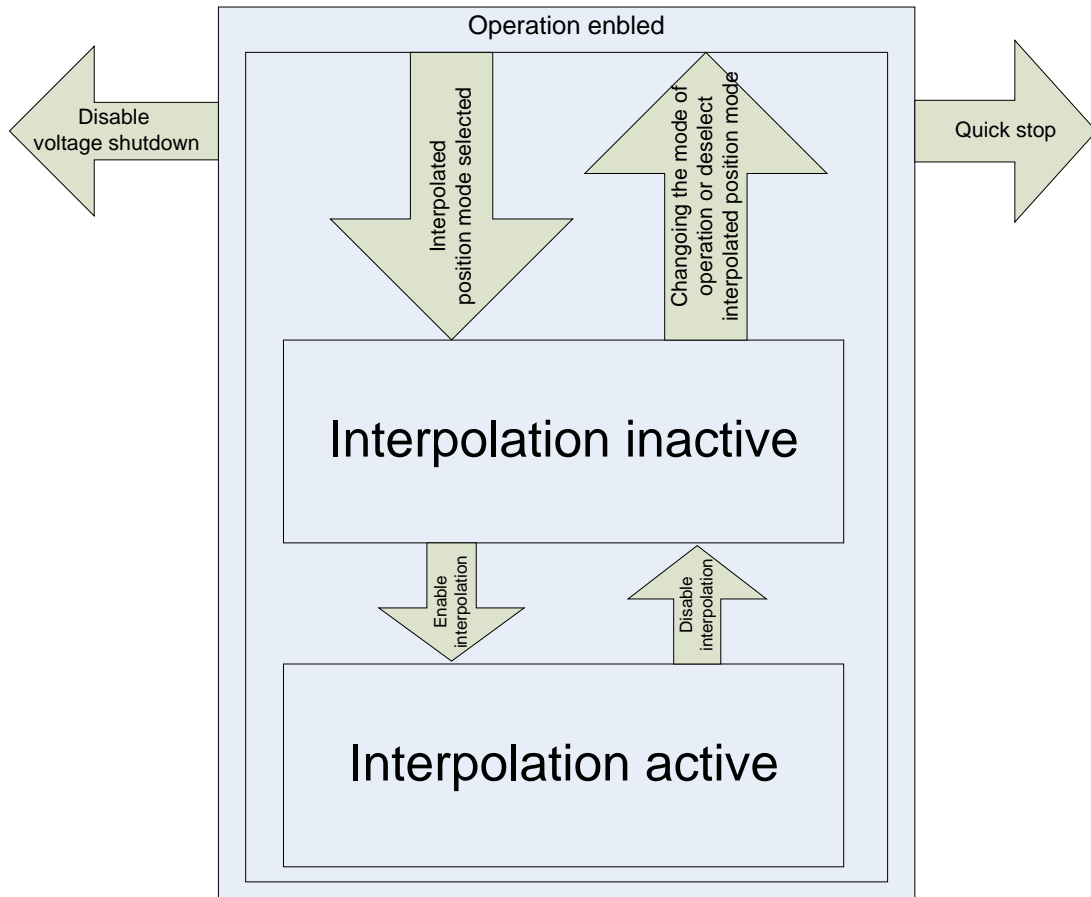 Operation enbled
Disable
voltage shutdown
Interpolated
position mode selected
Changoing the mode of
operation or deselect
interpolated position mode
Quick stop
Interpolation inactive
Enable
interpolation
Disable
interpolation
Interpolation active